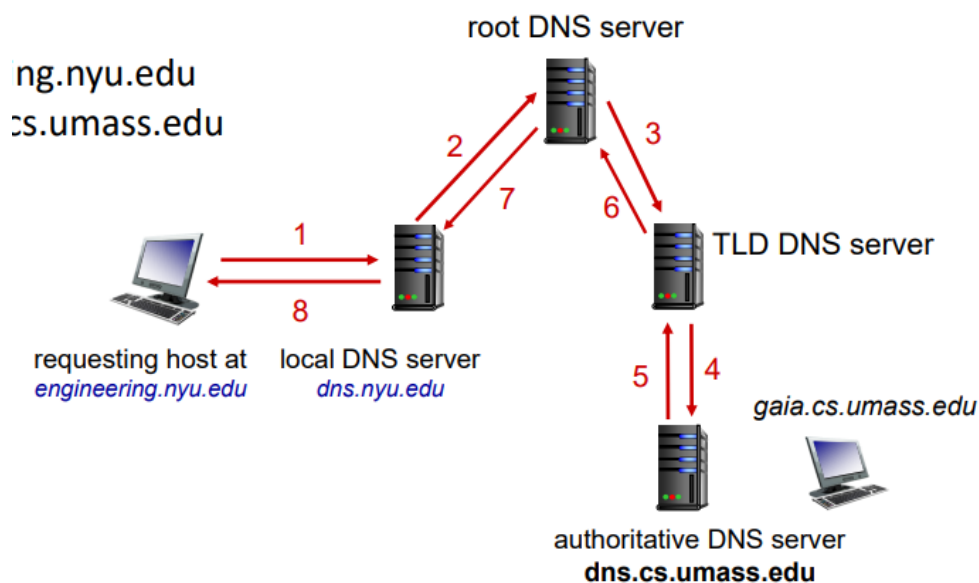 root DNS server
ng.nyu.edu
cs.umass.edu
2
3
7
6
TLD DNS server
1
8
requesting host at
engineering.nyu.edu
local DNS server
dns.nyu.edu
5
4
gaia.cs.umass.edu
authoritative DNS server
dns.cs.umass.edu